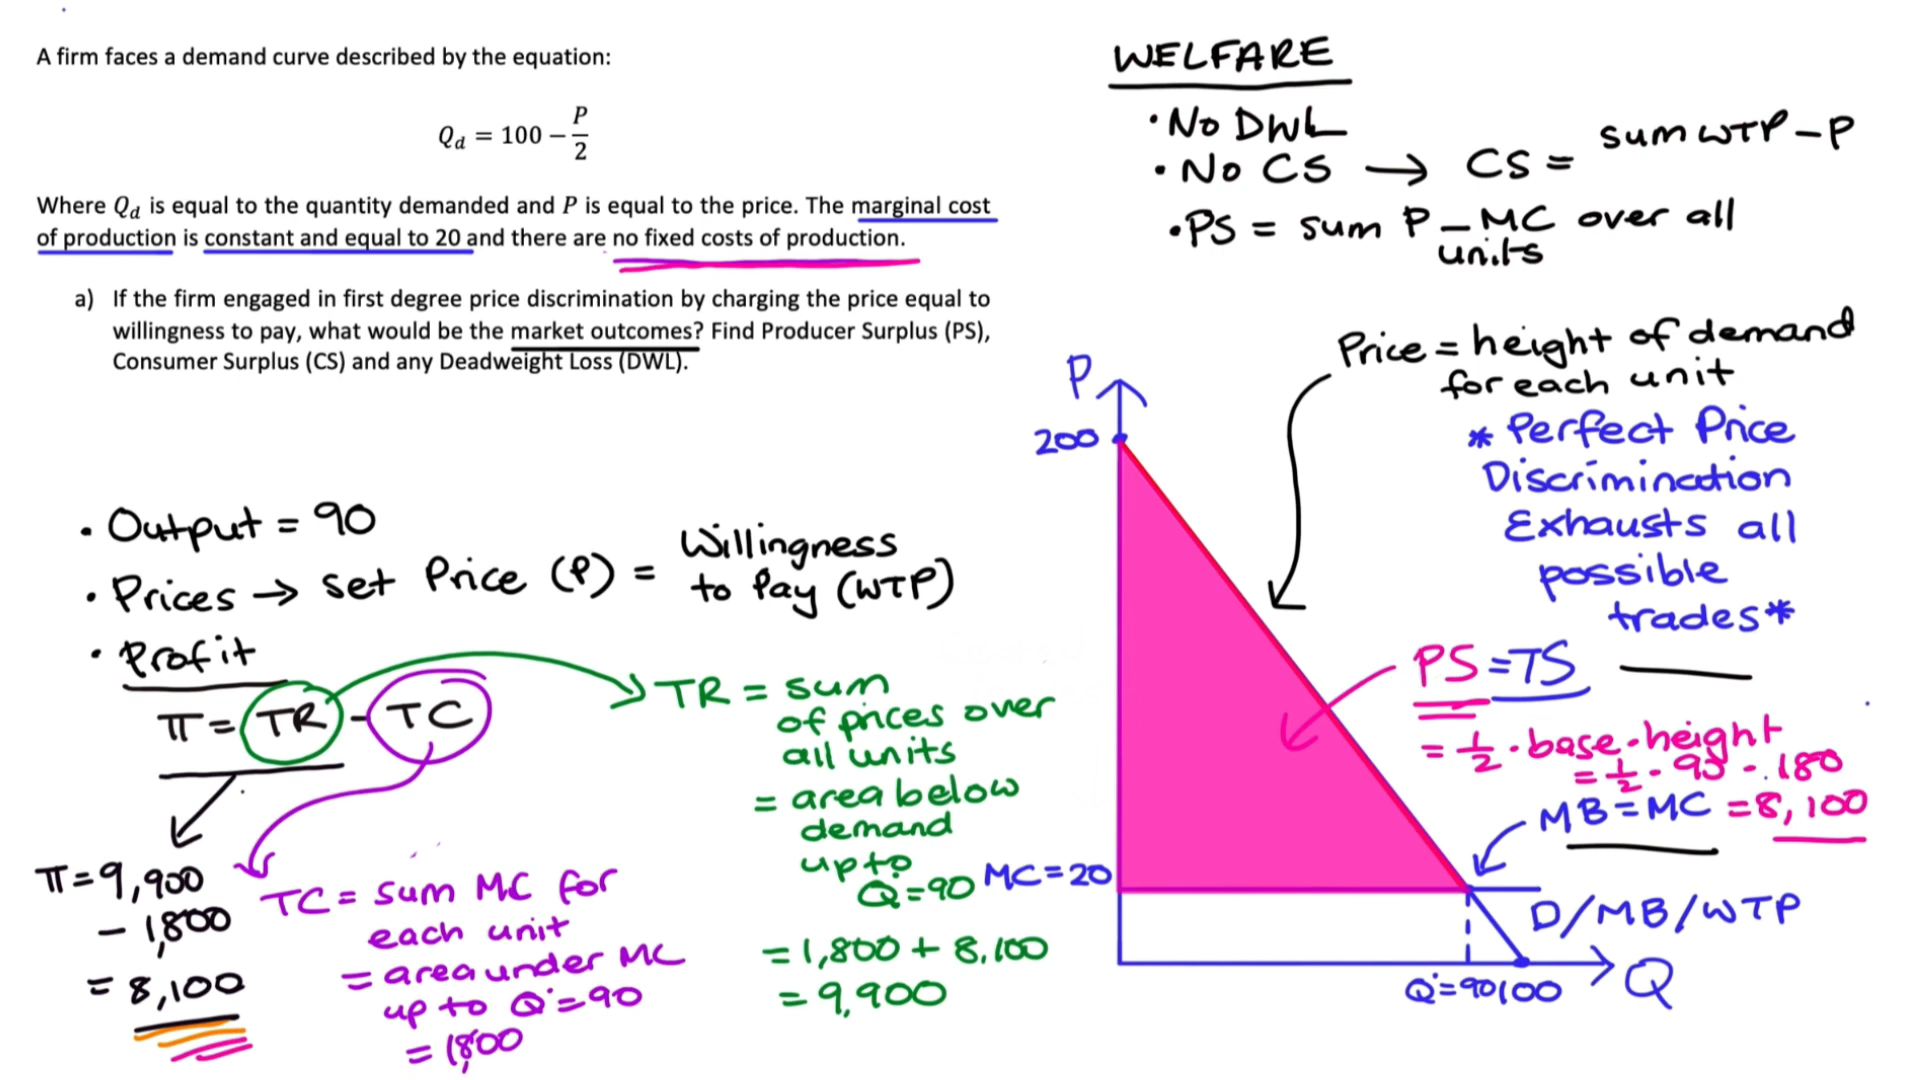 A firm faces a demand curve described by the equation:
Qd = 100 − P/2
Where Qd is equal to the quantity demanded and P is equal to the price. The marginal cost
of production is constant and equal to 20 and there are no fixed costs of production.
a) If the firm engaged in first degree price discrimination by charging the price equal to
willingness to pay, what would be the market outcomes? Find Producer Surplus (PS),
Consumer Surplus (CS) and any Deadweight Loss (DWL).
• Output = 90
• Prices → set Price (P) = Willingness
to Pay (WTP)
• Profit
π = TR - TC
π = 9,900
- 1,800
= 8,100
TC = sum MC for
each unit
= area under MC
up to Q*=90
= 1,800
TR = sum
of prices over
all units
= area below
demand
up to
Q*=90
= 1,800 + 8,100
= 9,900
WELFARE
• No DWL
• No CS → CS = sum WTP - P
• PS = sum P - MC over all
units
Price = height of demand
for each unit
* Perfect Price
Discrimination
Exhausts all
possible
trades *
PS = TS
= 1/2 · base · height
= 1/2 · 90 · 180
= 8,100
MB = MC
P
200
MC = 20
D/MB/WTP
Q*=90
100
Q